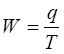 W = q/T